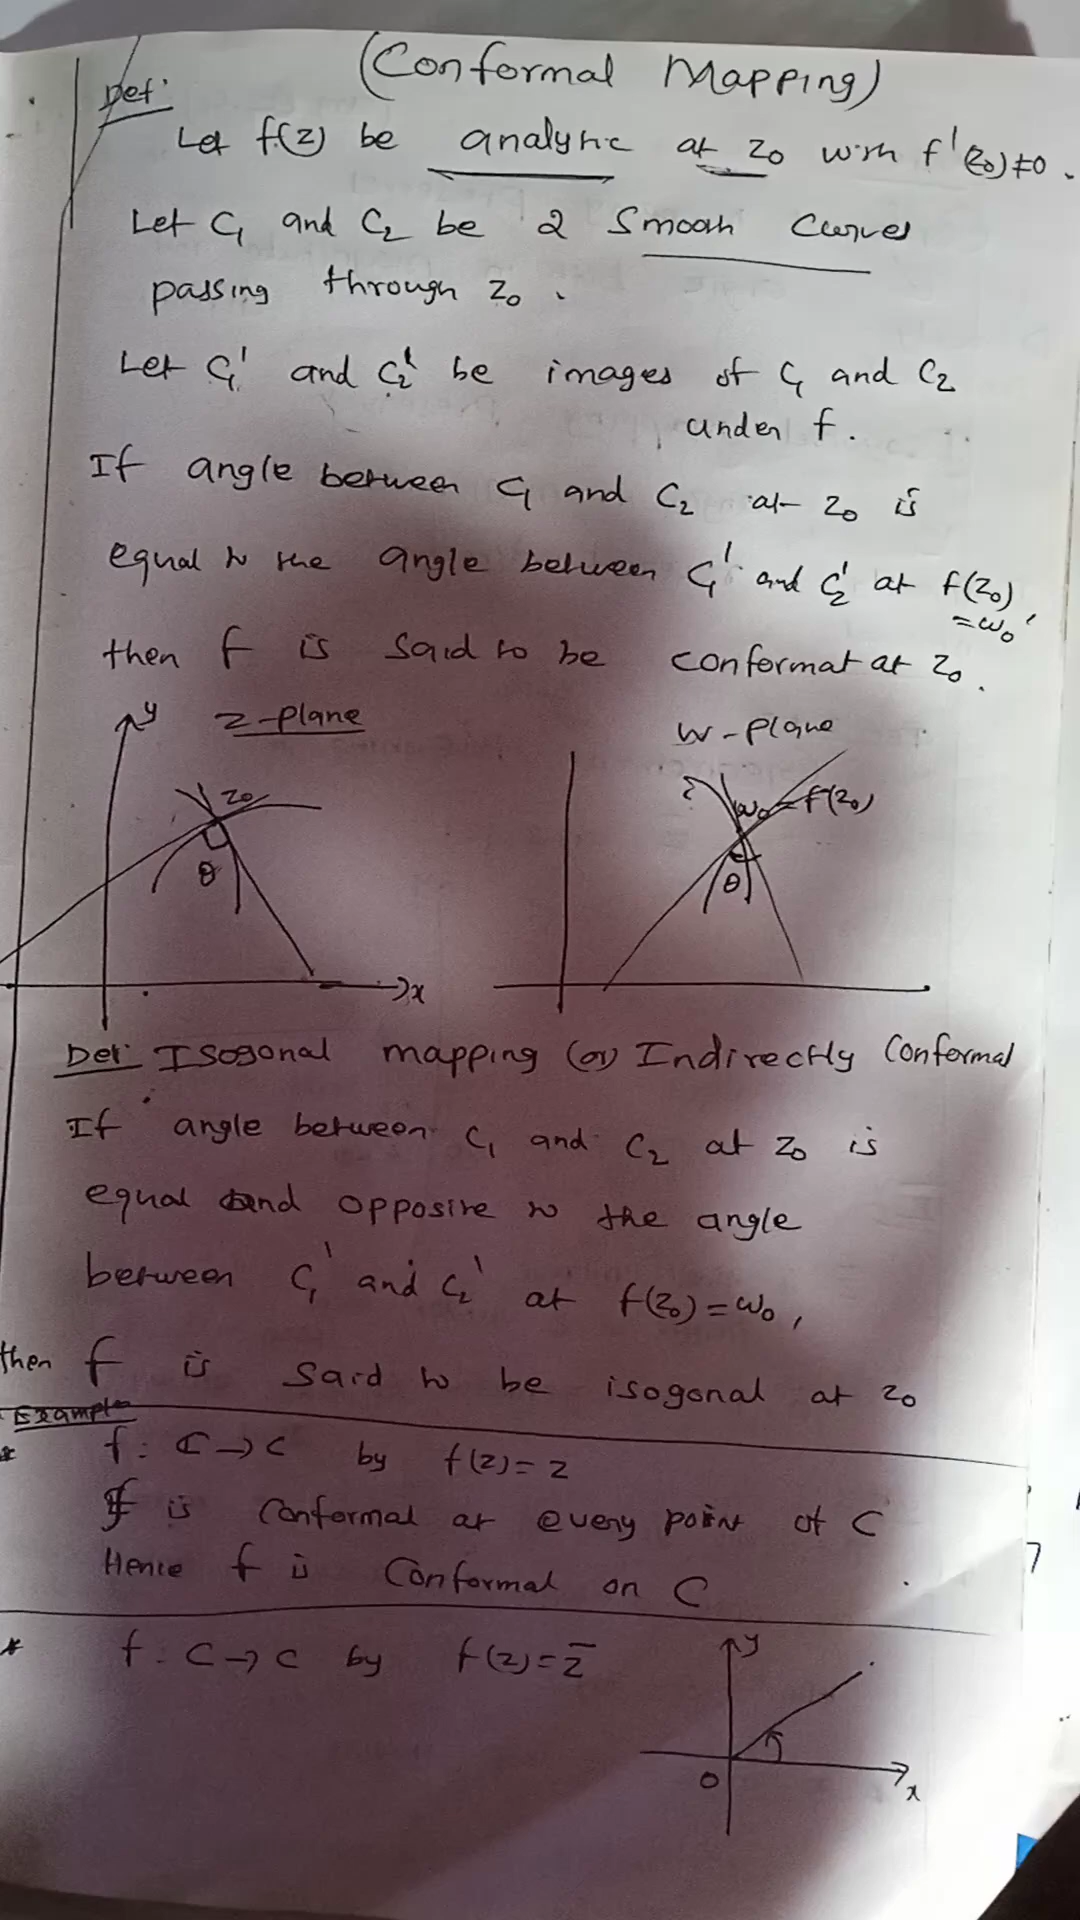 (Conformal Mapping)
Def:
Let f(z) be analytic at z₀ with f'(z₀)≠0.
Let C₁ and C₂ be 2 Smooth Curves
passing through z₀.
Let C₁' and C₂' be images of C₁ and C₂
under f.
If angle between C₁ and C₂ at z₀ is
equal to the angle between C₁' and C₂' at f(z₀)
=w₀,
then f is said to be conformal at z₀.
y z-plane
w-plane
z₀
w₀=f(z₀)
θ
θ
x
Def: Isogonal mapping (or) Indirectly Conformal
If angle between C₁ and C₂ at z₀ is
equal and opposite to the angle
between C₁' and C₂' at f(z₀)=w₀,
then f is said to be isogonal at z₀
Example
* f: C→C by f(z)=z
f is Conformal at every point of C
Hence f is Conformal on C
* f: C→C by f(z)=z̄
y
0
x